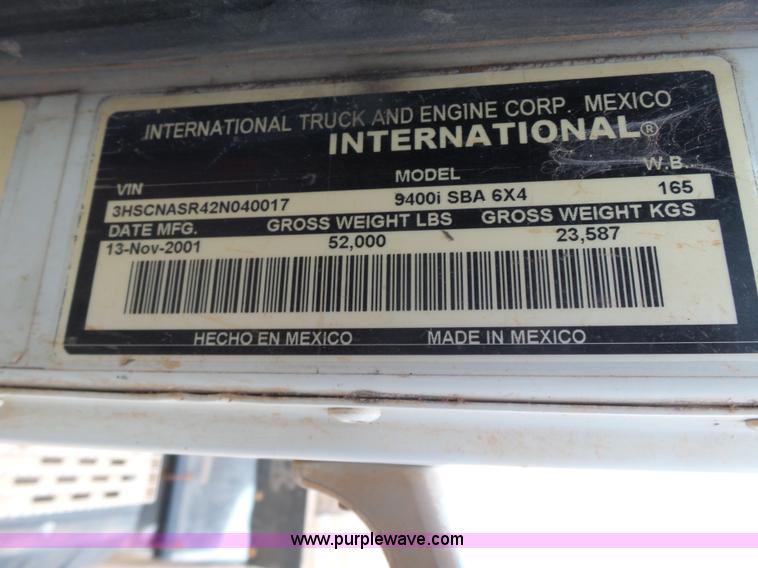 INTERNATIONAL TRUCK AND ENGINE CORP. MEXICO
INTERNATIONAL®
VIN MODEL W.B.
3HSCNASR42N040017 9400i SBA 6X4 165
DATE MFG. GROSS WEIGHT LBS GROSS WEIGHT KGS
13-Nov-2001 52,000 23,587
HECHO EN MEXICO MADE IN MEXICO
www.purplewave.com